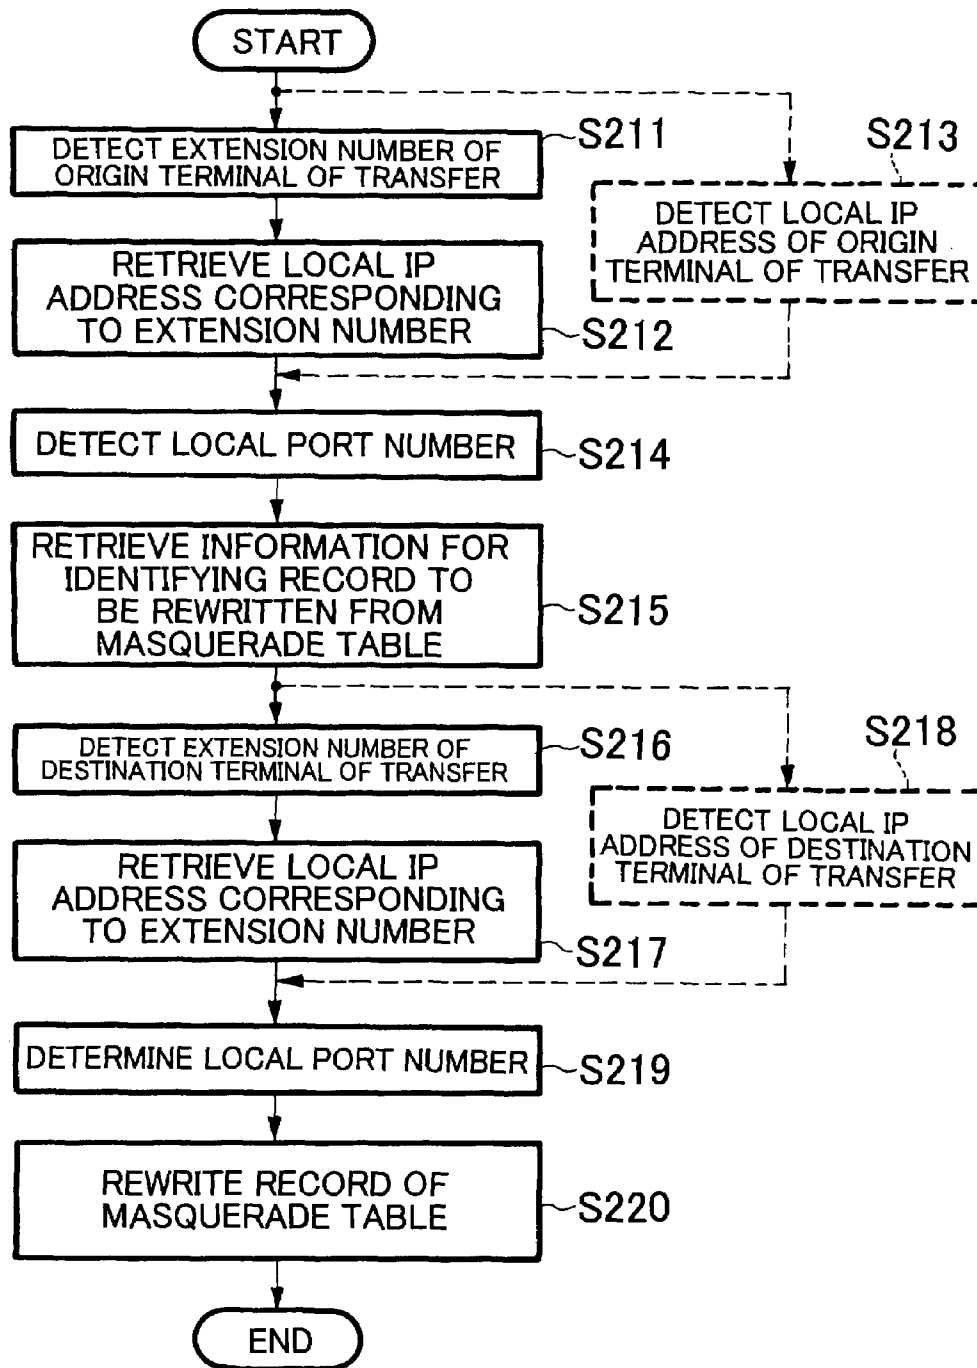 START
DETECT EXTENSION NUMBER OF
ORIGIN TERMINAL OF TRANSFER
S211
S213
DETECT LOCAL IP
ADDRESS OF ORIGIN
TERMINAL OF TRANSFER
RETRIEVE LOCAL IP
ADDRESS CORRESPONDING
TO EXTENSION NUMBER
S212
DETECT LOCAL PORT NUMBER
S214
RETRIEVE INFORMATION FOR
IDENTIFYING RECORD TO
BE REWRITTEN FROM
MASQUERADE TABLE
S215
DETECT EXTENSION NUMBER OF
DESTINATION TERMINAL OF TRANSFER
S216
S218
DETECT LOCAL IP
ADDRESS OF DESTINATION
TERMINAL OF TRANSFER
RETRIEVE LOCAL IP
ADDRESS CORRESPONDING
TO EXTENSION NUMBER
S217
DETERMINE LOCAL PORT NUMBER
S219
REWRITE RECORD OF
MASQUERADE TABLE
S220
END